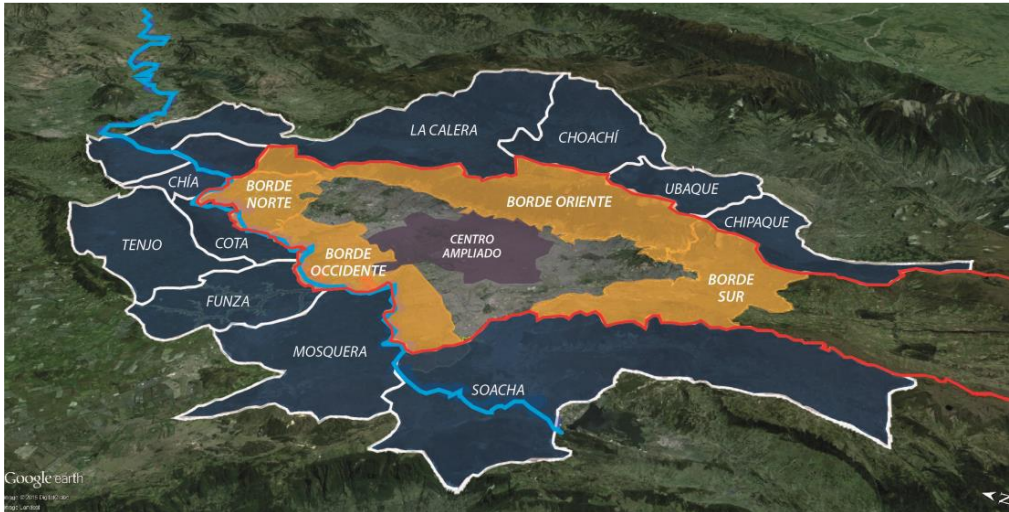 LA CALERA
CHOACHÍ
UBAQUE
CHIPAQUE
CHÍA
BORDE
NORTE
BORDE ORIENTE
TENJO
COTA
BORDE
OCCIDENTE
CENTRO
AMPLIADO
BORDE
SUR
FUNZA
MOSQUERA
SOACHA
Google earth
N